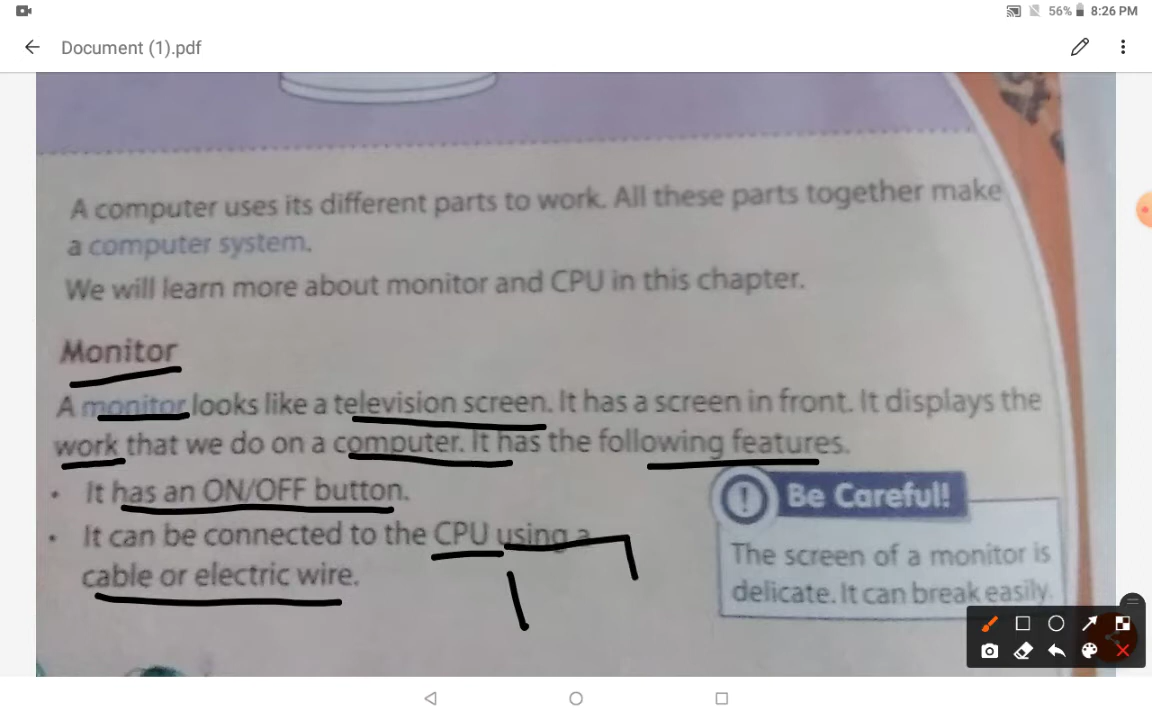 56% 8:26 PM
Document (1).pdf
A computer uses its different parts to work. All these parts together make
a computer system.
We will learn more about monitor and CPU in this chapter.
Monitor
A monitor looks like a television screen. It has a screen in front. It displays the
work that we do on a computer. It has the following features.
• It has an ON/OFF button.
• It can be connected to the CPU using a
cable or electric wire.
! Be Careful!
The screen of a monitor is
delicate. It can break easily.